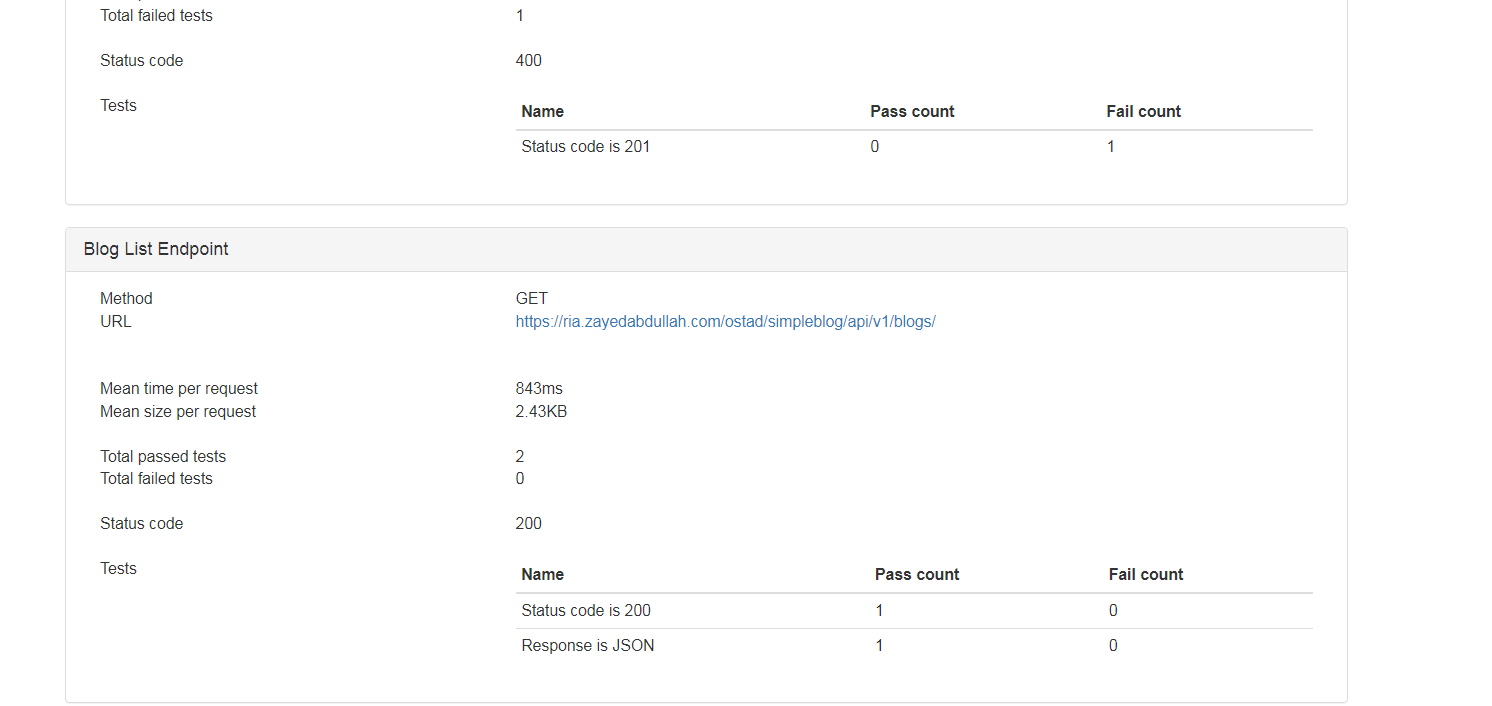 Total failed tests 1
Status code 400
Tests
Name Pass count Fail count
Status code is 201 0 1
Blog List Endpoint
Method GET
URL https://ria.zayedabdullah.com/ostad/simpleblog/api/v1/blogs/
Mean time per request 843ms
Mean size per request 2.43KB
Total passed tests 2
Total failed tests 0
Status code 200
Tests
Name Pass count Fail count
Status code is 200 1 0
Response is JSON 1 0